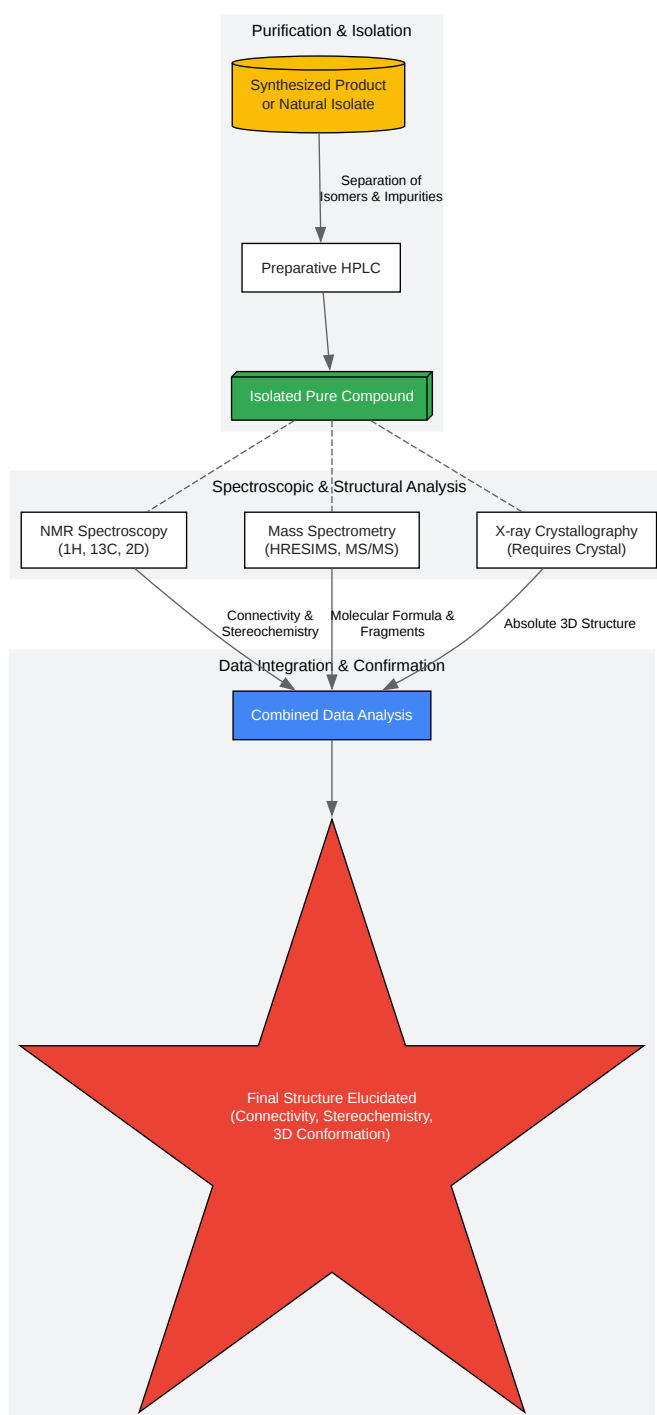 Purification & Isolation
Synthesized Product
or Natural Isolate
Separation of
Isomers & Impurities
Preparative HPLC
Isolated Pure Compound
Spectroscopic & Structural Analysis
NMR Spectroscopy
(1H, 13C, 2D)
Mass Spectrometry
(HRESIMS, MS/MS)
X-ray Crystallography
(Requires Crystal)
Connectivity &
Stereochemistry
Molecular Formula &
Fragments
Absolute 3D Structure
Data Integration & Confirmation
Combined Data Analysis
Final Structure Elucidated
(Connectivity, Stereochemistry,
3D Conformation)